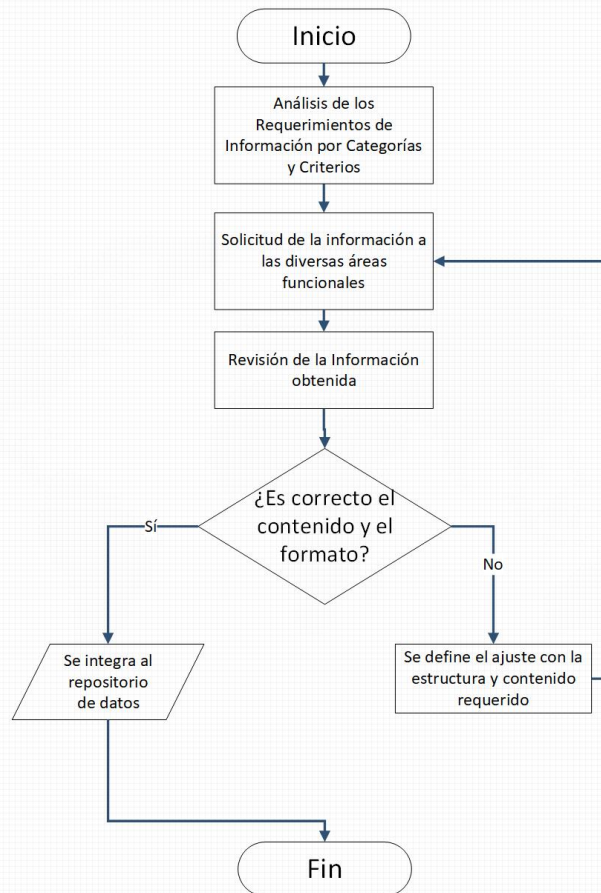 Inicio
Análisis de los
Requerimientos de
Información por Categorías
y Criterios
Solicitud de la información a
las diversas áreas
funcionales
Revisión de la Información
obtenida
¿Es correcto el
contenido y el
formato?
Sí
No
Se integra al
repositorio
de datos
Se define el ajuste con la
estructura y contenido
requerido
Fin